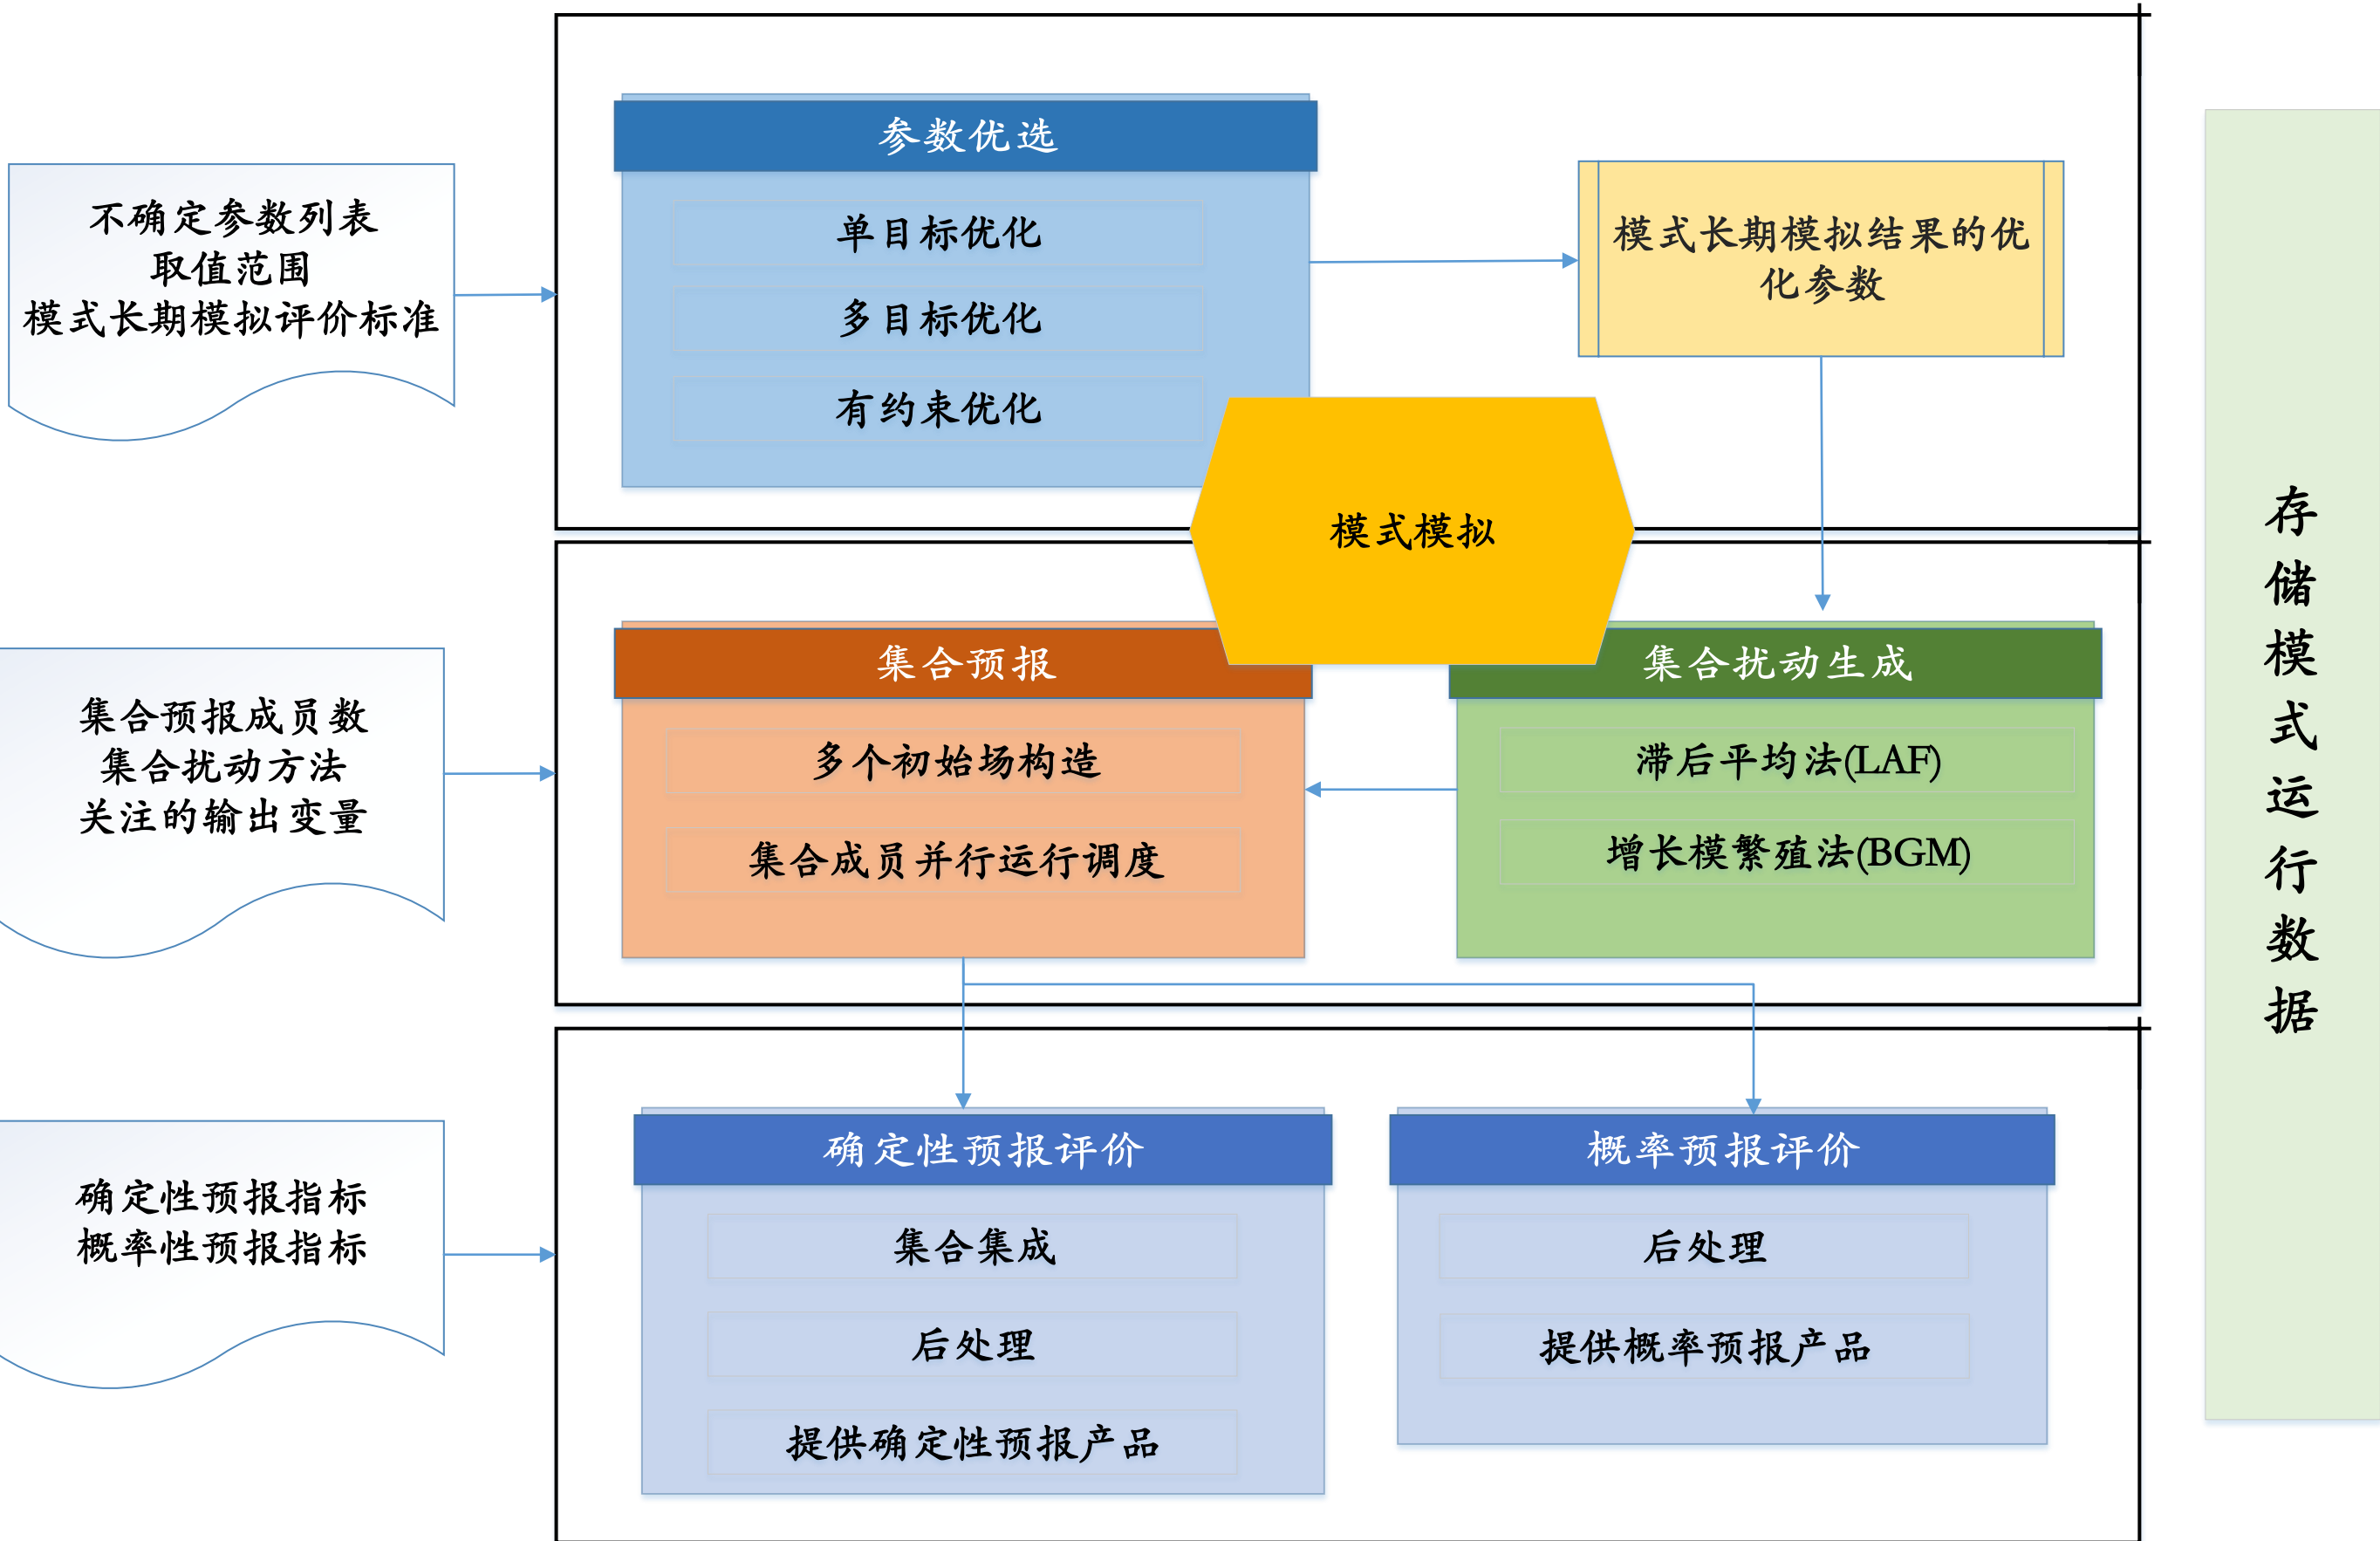 不确定参数列表
取值范围
模式长期模拟评价标准
参数优选
单目标优化
多目标优化
有约束优化
模式长期模拟结果的优
化参数
模式模拟
集合预报成员数
集合扰动方法
关注的输出变量
集合预报
多个初始场构造
集合成员并行运行调度
集合扰动生成
滞后平均法(LAF)
增长模繁殖法(BGM)
确定性预报指标
概率性预报指标
确定性预报评价
集合集成
后处理
提供确定性预报产品
概率预报评价
后处理
提供概率预报产品
存储模式运行数据